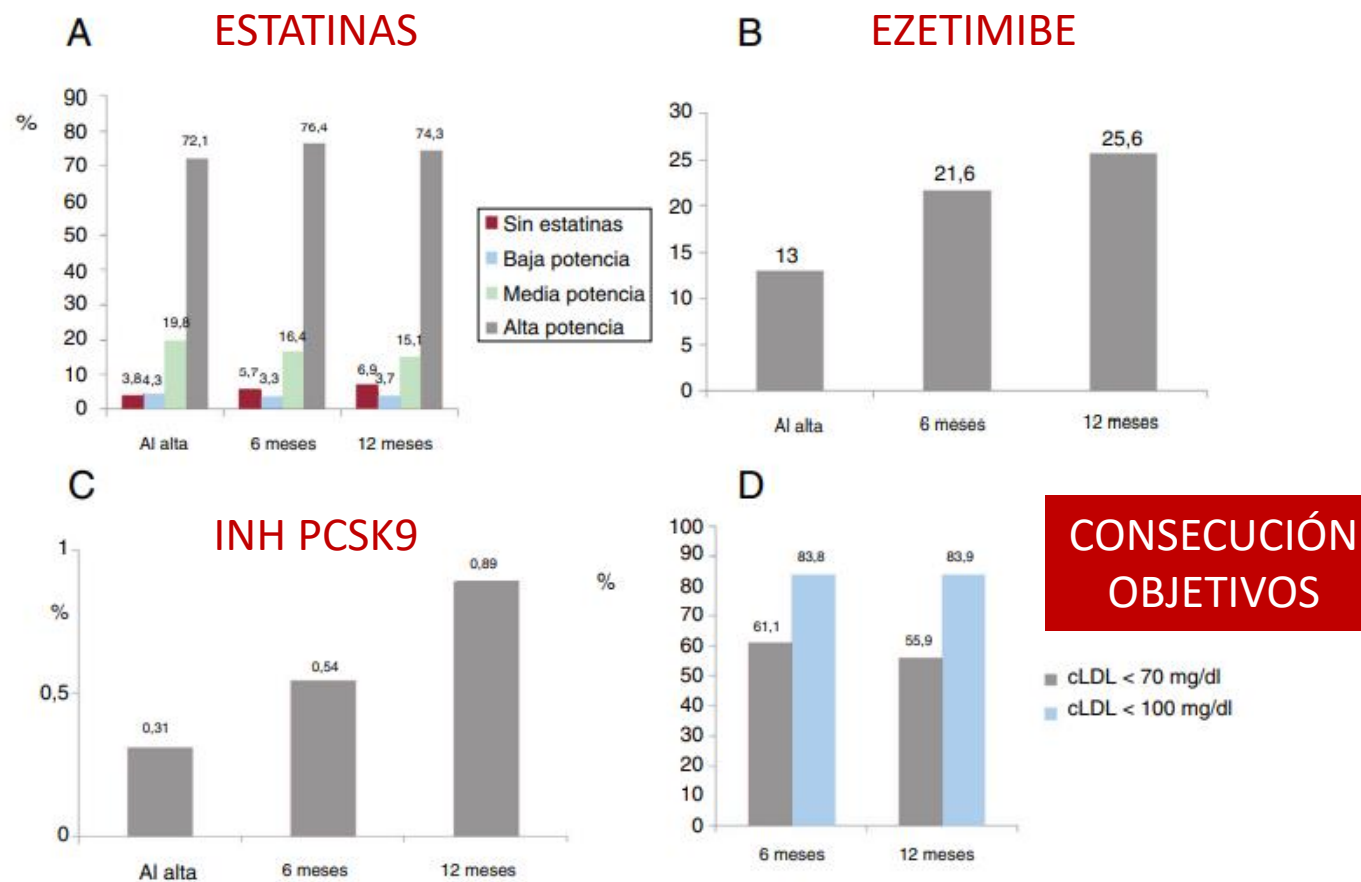 A
ESTATINAS
%
90
80
70
60
50
40
30
20
10
0
3,8
4,3
19,8
72,1
5,7
3,3
16,4
76,4
6,9
3,7
15,1
74,3
Al alta
6 meses
12 meses
Sin estatinas
Baja potencia
Media potencia
Alta potencia
B
EZETIMIBE
30
25
20
15
10
5
0
13
21,6
25,6
Al alta
6 meses
12 meses
C
INH PCSK9
1
%
0,5
0
0,31
0,54
0,89
Al alta
6 meses
12 meses
D
%
100
90
80
70
60
50
40
30
20
10
0
61,1
83,8
55,9
83,9
6 meses
12 meses
CONSECUCIÓN
OBJETIVOS
cLDL < 70 mg/dl
cLDL < 100 mg/dl